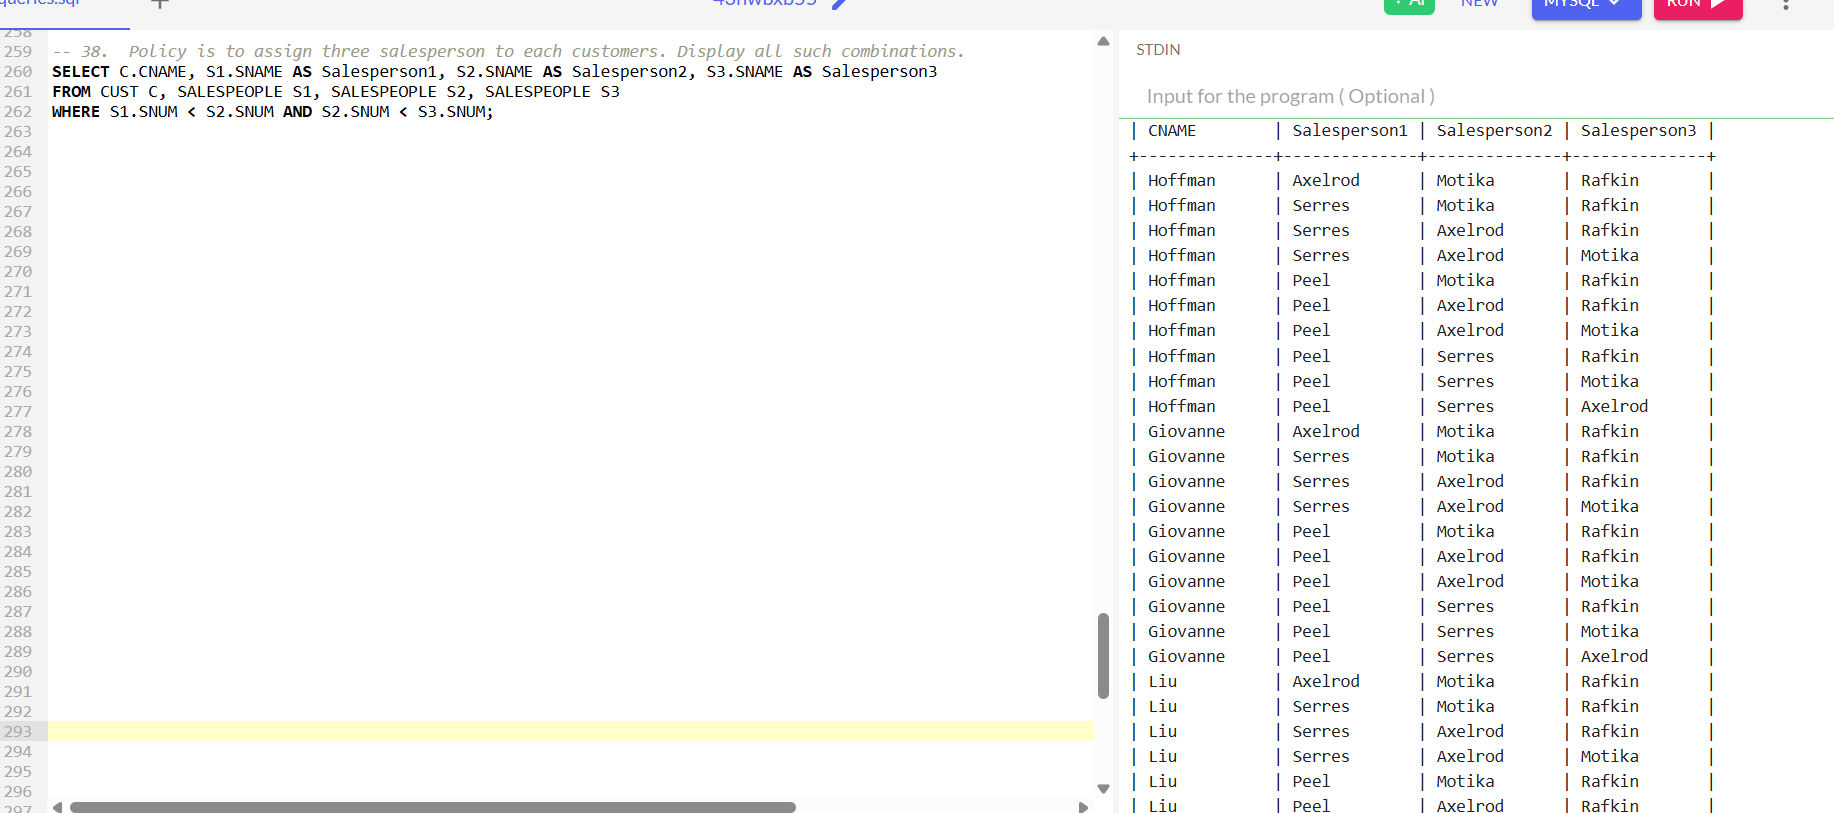 queries.sql
AI
NEW
MYSQL
RUN
258
259 -- 38.  Policy is to assign three salesperson to each customers. Display all such combinations.
260 SELECT C.CNAME, S1.SNAME AS Salesperson1, S2.SNAME AS Salesperson2, S3.SNAME AS Salesperson3
261 FROM CUST C, SALESPEOPLE S1, SALESPEOPLE S2, SALESPEOPLE S3
262 WHERE S1.SNUM < S2.SNUM AND S2.SNUM < S3.SNUM;
263
264
265
266
267
268
269
270
271
272
273
274
275
276
277
278
279
280
281
282
283
284
285
286
287
288
289
290
291
292
293
294
295
296
297
STDIN
Input for the program ( Optional )
| CNAME | Salesperson1 | Salesperson2 | Salesperson3 |
+--------------+--------------+--------------+--------------+
| Hoffman | Axelrod | Motika | Rafkin |
| Hoffman | Serres | Motika | Rafkin |
| Hoffman | Serres | Axelrod | Rafkin |
| Hoffman | Serres | Axelrod | Motika |
| Hoffman | Peel | Motika | Rafkin |
| Hoffman | Peel | Axelrod | Rafkin |
| Hoffman | Peel | Axelrod | Motika |
| Hoffman | Peel | Serres | Rafkin |
| Hoffman | Peel | Serres | Motika |
| Hoffman | Peel | Serres | Axelrod |
| Giovanne | Axelrod | Motika | Rafkin |
| Giovanne | Serres | Motika | Rafkin |
| Giovanne | Serres | Axelrod | Rafkin |
| Giovanne | Serres | Axelrod | Motika |
| Giovanne | Peel | Motika | Rafkin |
| Giovanne | Peel | Axelrod | Rafkin |
| Giovanne | Peel | Axelrod | Motika |
| Giovanne | Peel | Serres | Rafkin |
| Giovanne | Peel | Serres | Motika |
| Giovanne | Peel | Serres | Axelrod |
| Liu | Axelrod | Motika | Rafkin |
| Liu | Serres | Motika | Rafkin |
| Liu | Serres | Axelrod | Rafkin |
| Liu | Serres | Axelrod | Motika |
| Liu | Peel | Motika | Rafkin |
| Liu | Peel | Axelrod | Rafkin |